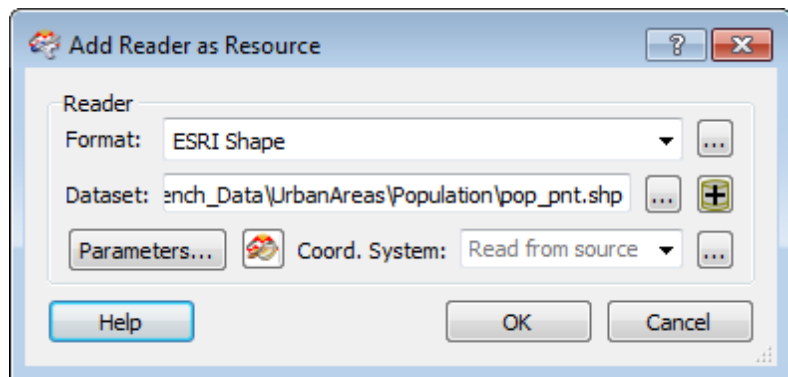 Add Reader as Resource ?
Reader
Format: ESRI Shape ...
Dataset: ench_Data\UrbanAreas\Population\pop_pnt.shp ...
Parameters... Coord. System: Read from source ...
Help OK Cancel